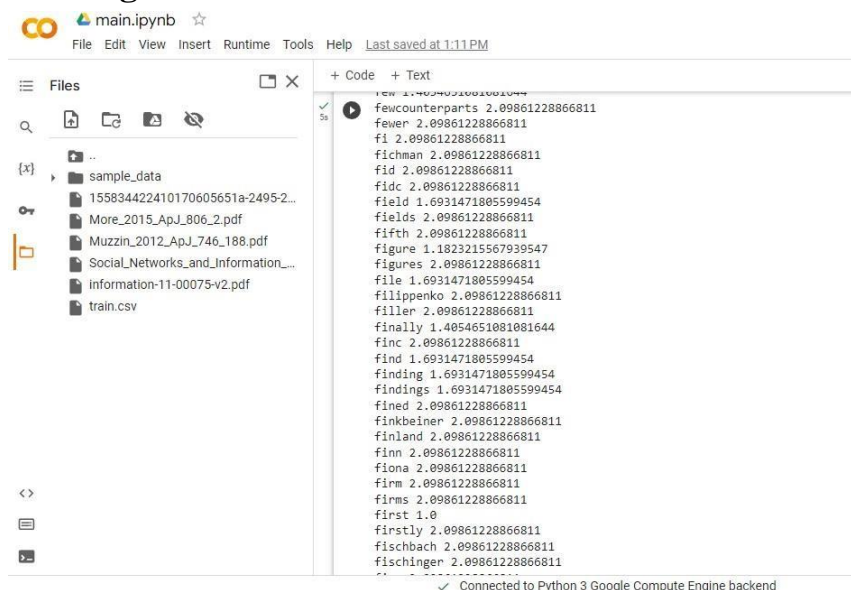 main.ipynb
File Edit View Insert Runtime Tools Help Last saved at 1:11 PM
Files
+ Code + Text
..
sample_data
155834422410170605651a-2495-2...
More_2015_ApJ_806_2.pdf
Muzzin_2012_ApJ_746_188.pdf
Social_Networks_and_Information_...
information-11-00075-v2.pdf
train.csv
{x}
5s
few 1.4054651081081644
fewcounterparts 2.09861228866811
fewer 2.09861228866811
fi 2.09861228866811
fichman 2.09861228866811
fid 2.09861228866811
fidc 2.09861228866811
field 1.6931471805599454
fields 2.09861228866811
fifth 2.09861228866811
figure 1.1823215567939547
figures 2.09861228866811
file 1.6931471805599454
filippenko 2.09861228866811
filler 2.09861228866811
finally 1.4054651081081644
finc 2.09861228866811
find 1.6931471805599454
finding 1.6931471805599454
findings 1.6931471805599454
fined 2.09861228866811
finkbeiner 2.09861228866811
finland 2.09861228866811
finn 2.09861228866811
fiona 2.09861228866811
firm 2.09861228866811
firms 2.09861228866811
first 1.0
firstly 2.09861228866811
fischbach 2.09861228866811
fischinger 2.09861228866811
Connected to Python 3 Google Compute Engine backend